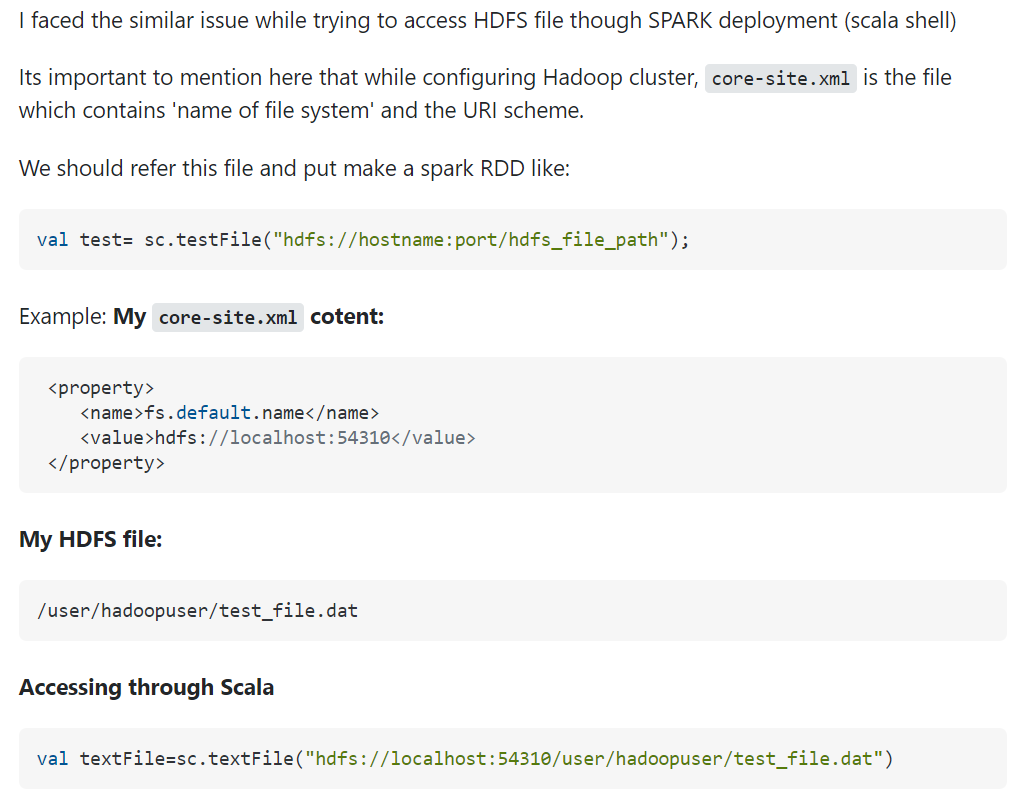 I faced the similar issue while trying to access HDFS file though SPARK deployment (scala shell)
Its important to mention here that while configuring Hadoop cluster, core-site.xml is the file
which contains 'name of file system' and the URI scheme.
We should refer this file and put make a spark RDD like:
val test= sc.testFile("hdfs://hostname:port/hdfs_file_path");
Example: My core-site.xml cotent:
<property>
<name>fs.default.name</name>
<value>hdfs://localhost:54310</value>
</property>
My HDFS file:
/user/hadoopuser/test_file.dat
Accessing through Scala
val textFile=sc.textFile("hdfs://localhost:54310/user/hadoopuser/test_file.dat")